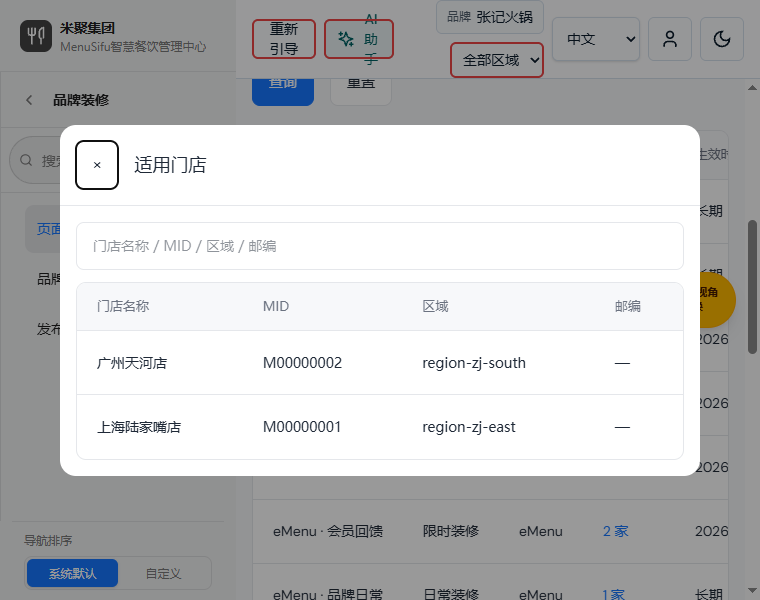 米聚集团
MenuSifu智慧餐饮管理中心
重新
引导
AI
助
手
品牌 张记火锅
全部区域
中文
品牌装修
查询
重置
搜
生效时
页面
品牌
发布
长期
长期
视角
× 适用门店
门店名称 / MID / 区域 / 邮编
门店名称 MID 区域 邮编
广州天河店 M00000002 region-zj-south —
上海陆家嘴店 M00000001 region-zj-east —
2026
2026
2026
eMenu · 会员回馈 限时装修 eMenu 2 家 2026
eMenu · 品牌日常 日常装修 eMenu 1 家 长期
导航排序
系统默认 自定义